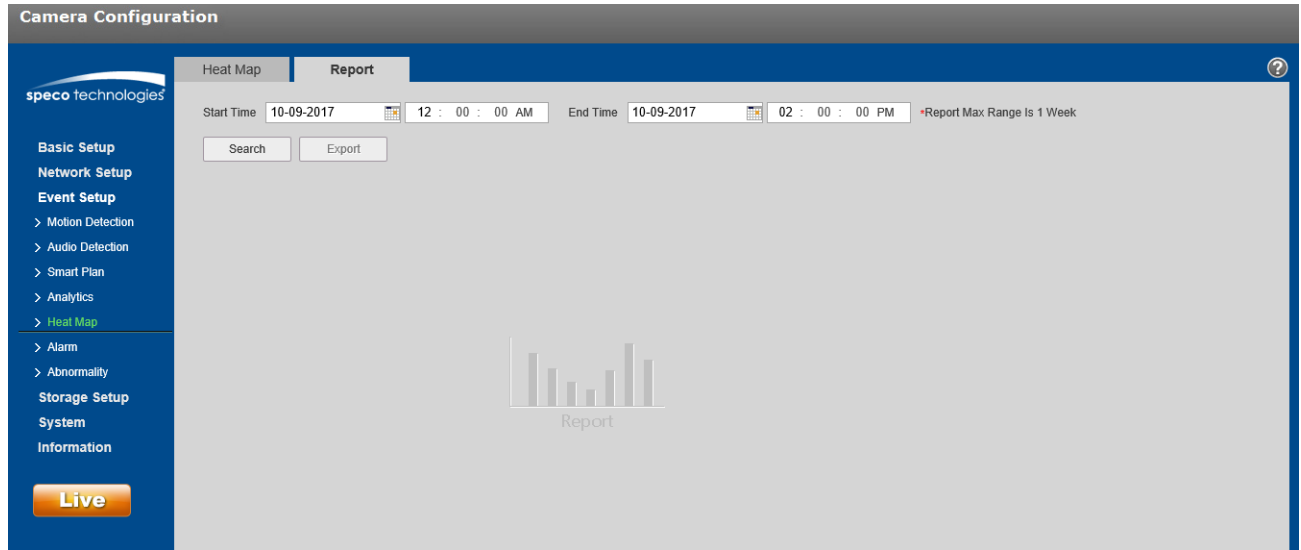 Camera Configuration
speco technologies
Heat Map
Report
?
Start Time 10-09-2017 12 : 00 : 00 AM End Time 10-09-2017 02 : 00 : 00 PM *Report Max Range Is 1 Week
Search
Export
Basic Setup
Network Setup
Event Setup
> Motion Detection
> Audio Detection
> Smart Plan
> Analytics
> Heat Map
> Alarm
> Abnormality
Storage Setup
System
Information
Live
Report